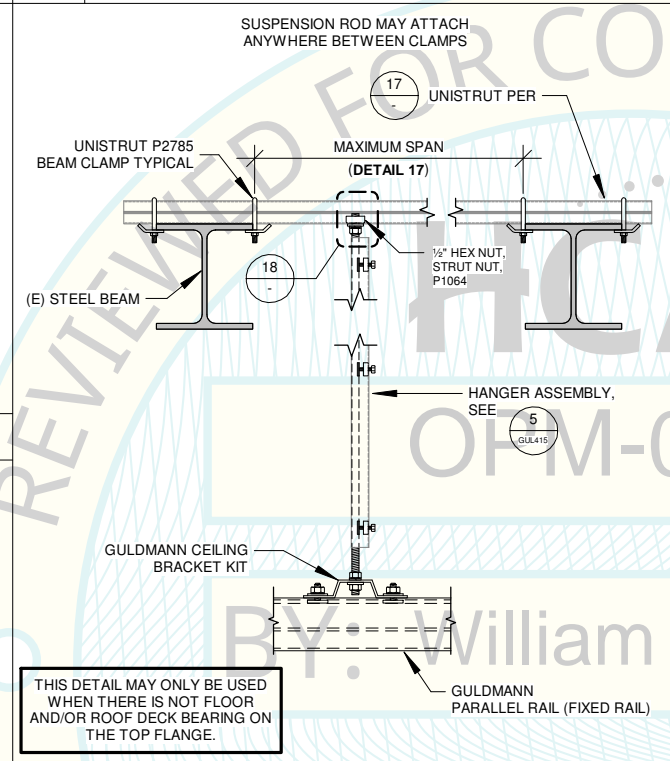 SUSPENSION ROD MAY ATTACH
ANYWHERE BETWEEN CLAMPS
17
-
UNISTRUT PER
UNISTRUT P2785
BEAM CLAMP TYPICAL
MAXIMUM SPAN
(DETAIL 17)
½" HEX NUT,
STRUT NUT,
P1064
18
-
(E) STEEL BEAM
HANGER ASSEMBLY,
SEE
5
GUL415
GULDMANN CEILING
BRACKET KIT
GULDMANN
PARALLEL RAIL (FIXED RAIL)
THIS DETAIL MAY ONLY BE USED
WHEN THERE IS NOT FLOOR
AND/OR ROOF DECK BEARING ON
THE TOP FLANGE.
REVIEWED FOR CO
HCA
OPM-0
BY: William